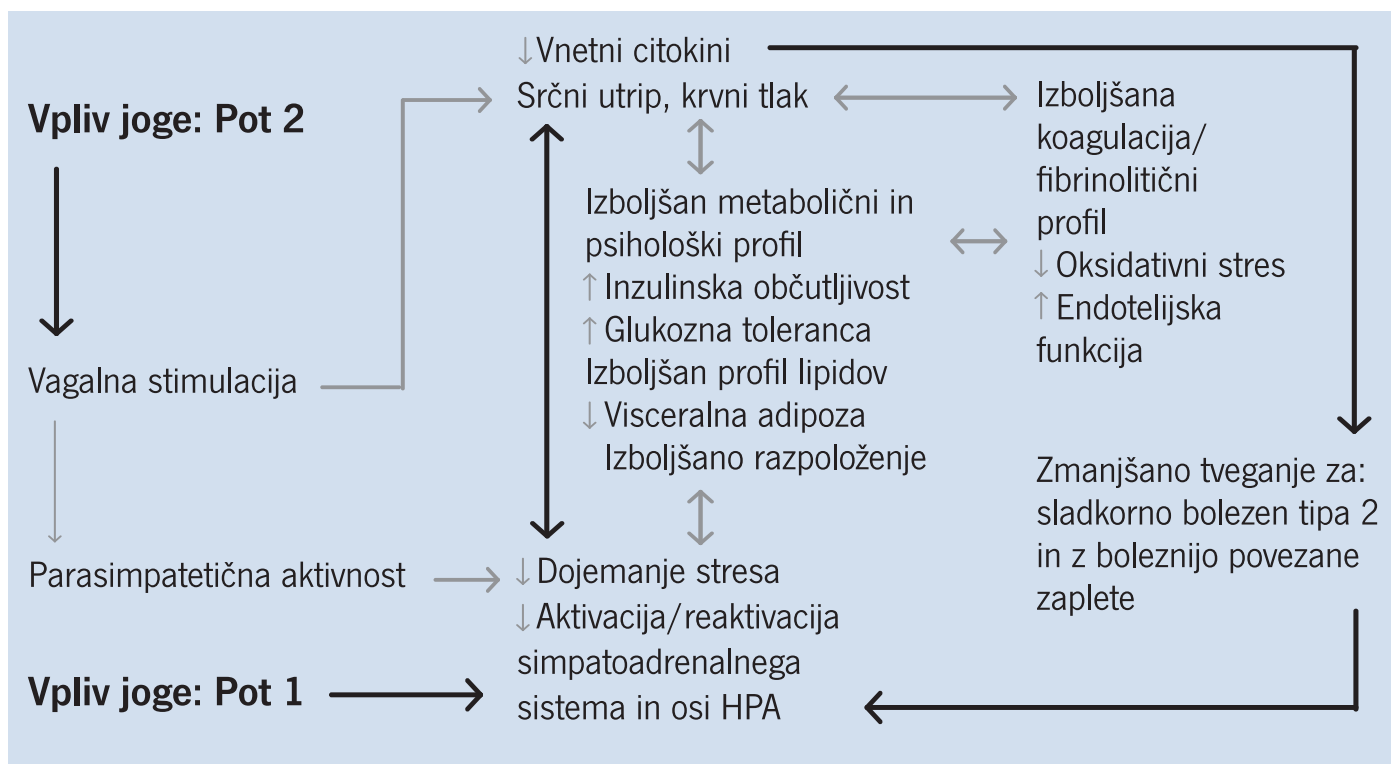 ↓Vnetni citokini
Srčni utrip, krvni tlak
Vpliv joge: Pot 2
Izboljšana
koagulacija/
fibrinolitični
profil
↓Oksidativni stres
↑Endotelijska
funkcija
Izboljšan metabolični in
psihološki profil
↑Inzulinska občutljivost
↑Glukozna toleranca
Izboljšan profil lipidov
↓Visceralna adipoza
Izboljšano razpoloženje
Vagalna stimulacija
Zmanjšano tveganje za:
sladkorno bolezen tipa 2
in z boleznijo povezane
zaplete
Parasimpatetična aktivnost
↓Dojemanje stresa
↓Aktivacija/reaktivacija
simpatoadrenalnega
sistema in osi HPA
Vpliv joge: Pot 1